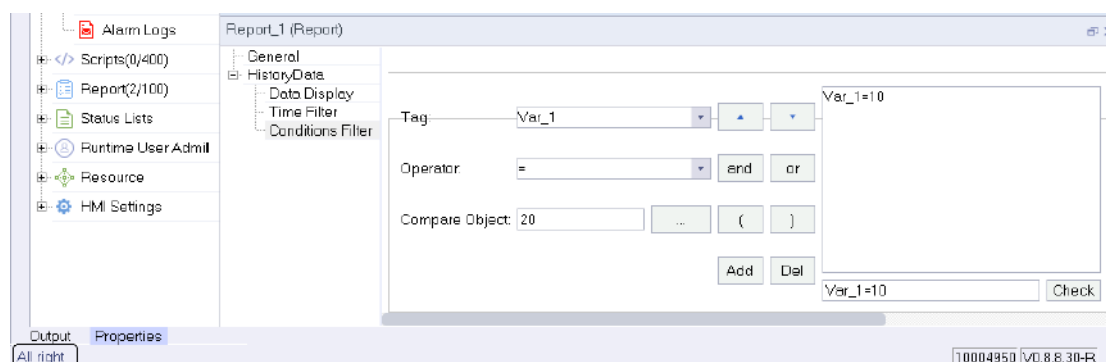 Alarm Logs
Scripts(0/400)
Report(2/100)
Status Lists
Runtime User Admil
Resource
HMI Settings
Report_1 (Report)
General
HistoryData
Data Display
Time Filter
Conditions Filter
Tag: Var_1
Operator: = and or
Compare Object: 20 ... ( )
Add Del
Var_1=10
Var_1=10 Check
Output Properties
All right 10004950 V0.8.8.30-R